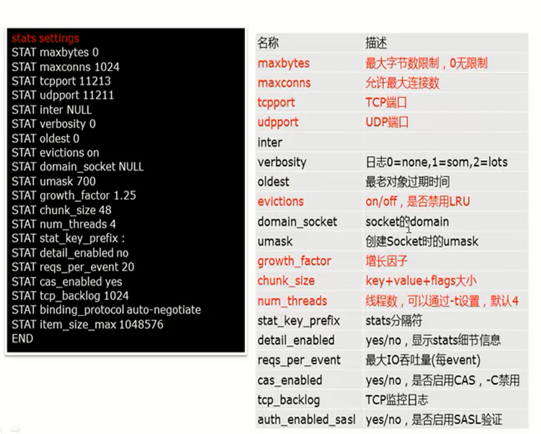 stats settings
STAT maxbytes 0
STAT maxconns 1024
STAT tcpport 11213
STAT udpport 11211
STAT inter NULL
STAT verbosity 0
STAT oldest 0
STAT evictions on
STAT domain_socket NULL
STAT umask 700
STAT growth_factor 1.25
STAT chunk_size 48
STAT num_threads 4
STAT stat_key_prefix :
STAT detail_enabled no
STAT reqs_per_event 20
STAT cas_enabled yes
STAT tcp_backlog 1024
STAT binding_protocol auto-negotiate
STAT item_size_max 1048576
END
名称 描述
maxbytes 最大字节数限制，0无限制
maxconns 允许最大连接数
tcpport TCP端口
udpport UDP端口
inter
verbosity 日志0=none,1=som,2=lots
oldest 最老对象过期时间
evictions on/off，是否禁用LRU
domain_socket socket的domain
umask 创建Socket时的umask
growth_factor 增长因子
chunk_size key+value+flags大小
num_threads 线程数，可以通过-t设置，默认4
stat_key_prefix stats分隔符
detail_enabled yes/no，显示stats细节信息
reqs_per_event 最大IO吞吐量(每event)
cas_enabled yes/no，是否启用CAS，-C禁用
tcp_backlog TCP监控日志
auth_enabled_sasl yes/no，是否启用SASL验证